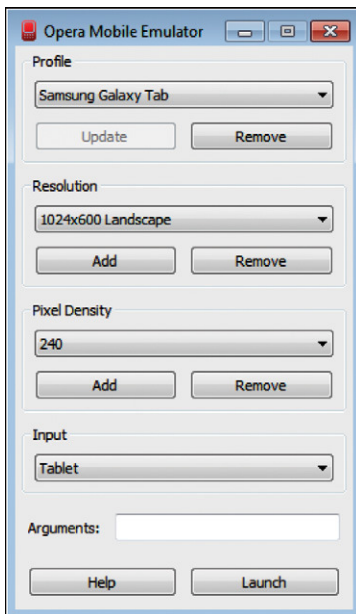 Opera Mobile Emulator
Profile
Samsung Galaxy Tab
Update Remove
Resolution
1024x600 Landscape
Add Remove
Pixel Density
240
Add Remove
Input
Tablet
Arguments:
Help Launch